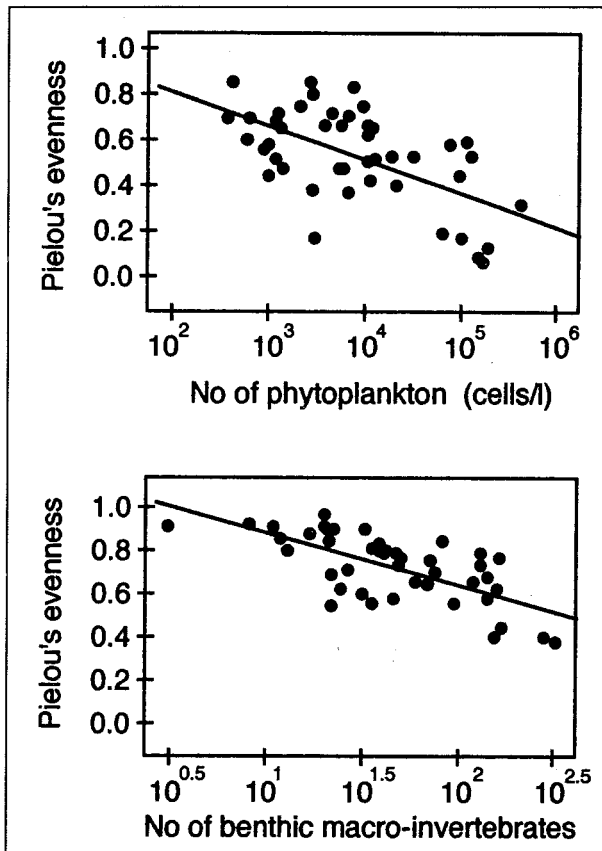 Pielou's evenness
1.0
0.8
0.6
0.4
0.2
0.0
10^2 10^3 10^4 10^5 10^6
No of phytoplankton (cells/l)
Pielou's evenness
1.0
0.8
0.6
0.4
0.2
0.0
10^0.5 10^1 10^1.5 10^2 10^2.5
No of benthic macro-invertebrates